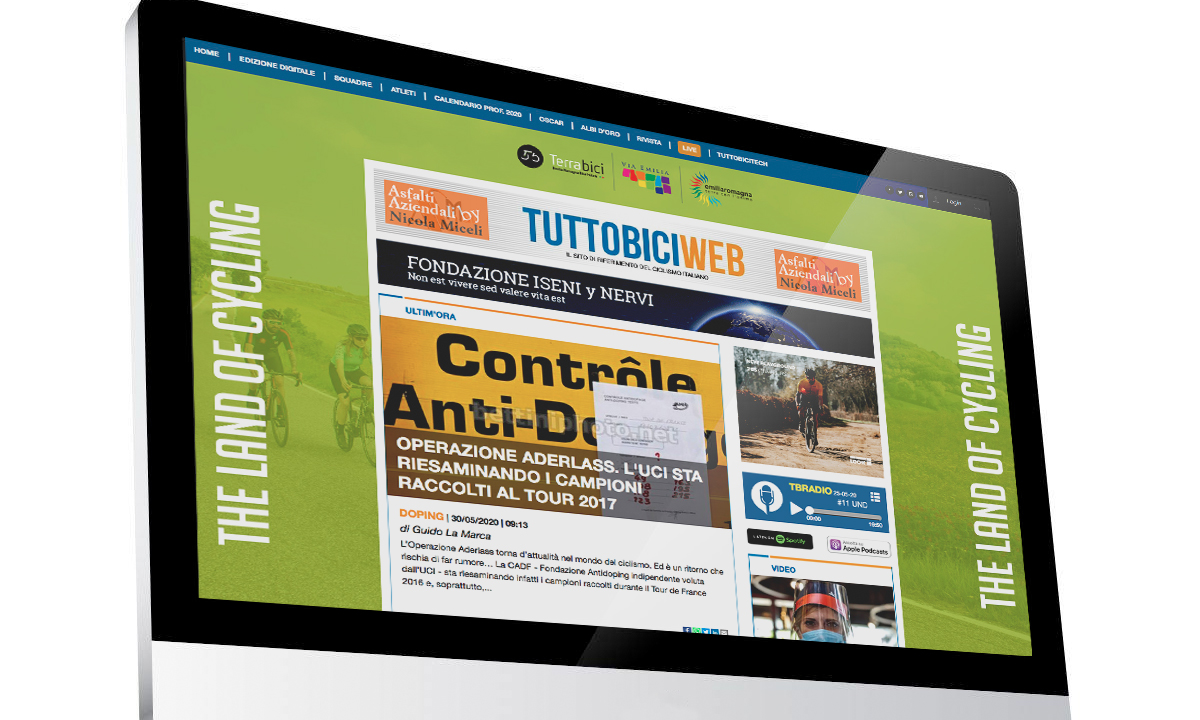 HOME | EDIZIONE DIGITALE | SQUADRE | ATLETI | CALENDARIO PROF. 2020 | OSCAR | ALBI D'ORO | RIVISTA | LIVE | TUTTOBICITECH
Login
Terrabici
VIA EMILIA
emiliaromagna
THE LAND OF CYCLING
Asfalti
Aziendali by
Nicola Miceli
TUTTOBICIWEB
IL SITO DI RIFERIMENTO DEL CICLISMO ITALIANO
Asfalti
Aziendali by
Nicola Miceli
FONDAZIONE ISENI y NERVI
Non est vivere sed valere vita est
ULTIM'ORA
Contrôle
Anti-Do
bettiniphoto.net
OPERAZIONE ADERLASS. L'UCI STA
RIESAMINANDO I CAMPIONI
RACCOLTI AL TOUR 2017
DOPING | 30/05/2020 | 09:13
di Guido La Marca
L'Operazione Aderlass torna d'attualità nel mondo del ciclismo. Ed è un ritorno che
rischia di far rumore... La CADF - Fondazione Antidoping indipendente voluta
dall'UCI - sta riesaminando infatti i campioni raccolti durante il Tour de France
2016 e, soprattutto,...
TBRADIO 23-05-20
#11 UND
00:00
Spotify
Apple Podcasts
VIDEO
THE LAND OF CYCLING